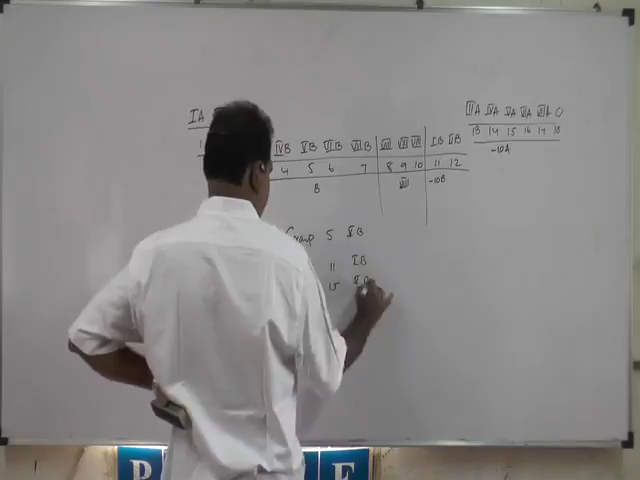 IA
IIIA IVA VA VIA VIIA 0
13 14 15 16 17 18
-10A
IVB VB VIB VIIB VIII VIII VIII IB IIB
4 5 6 7 8 9 10 11 12
B VIII -10B
Group 5 VB
11 IB
15
P E